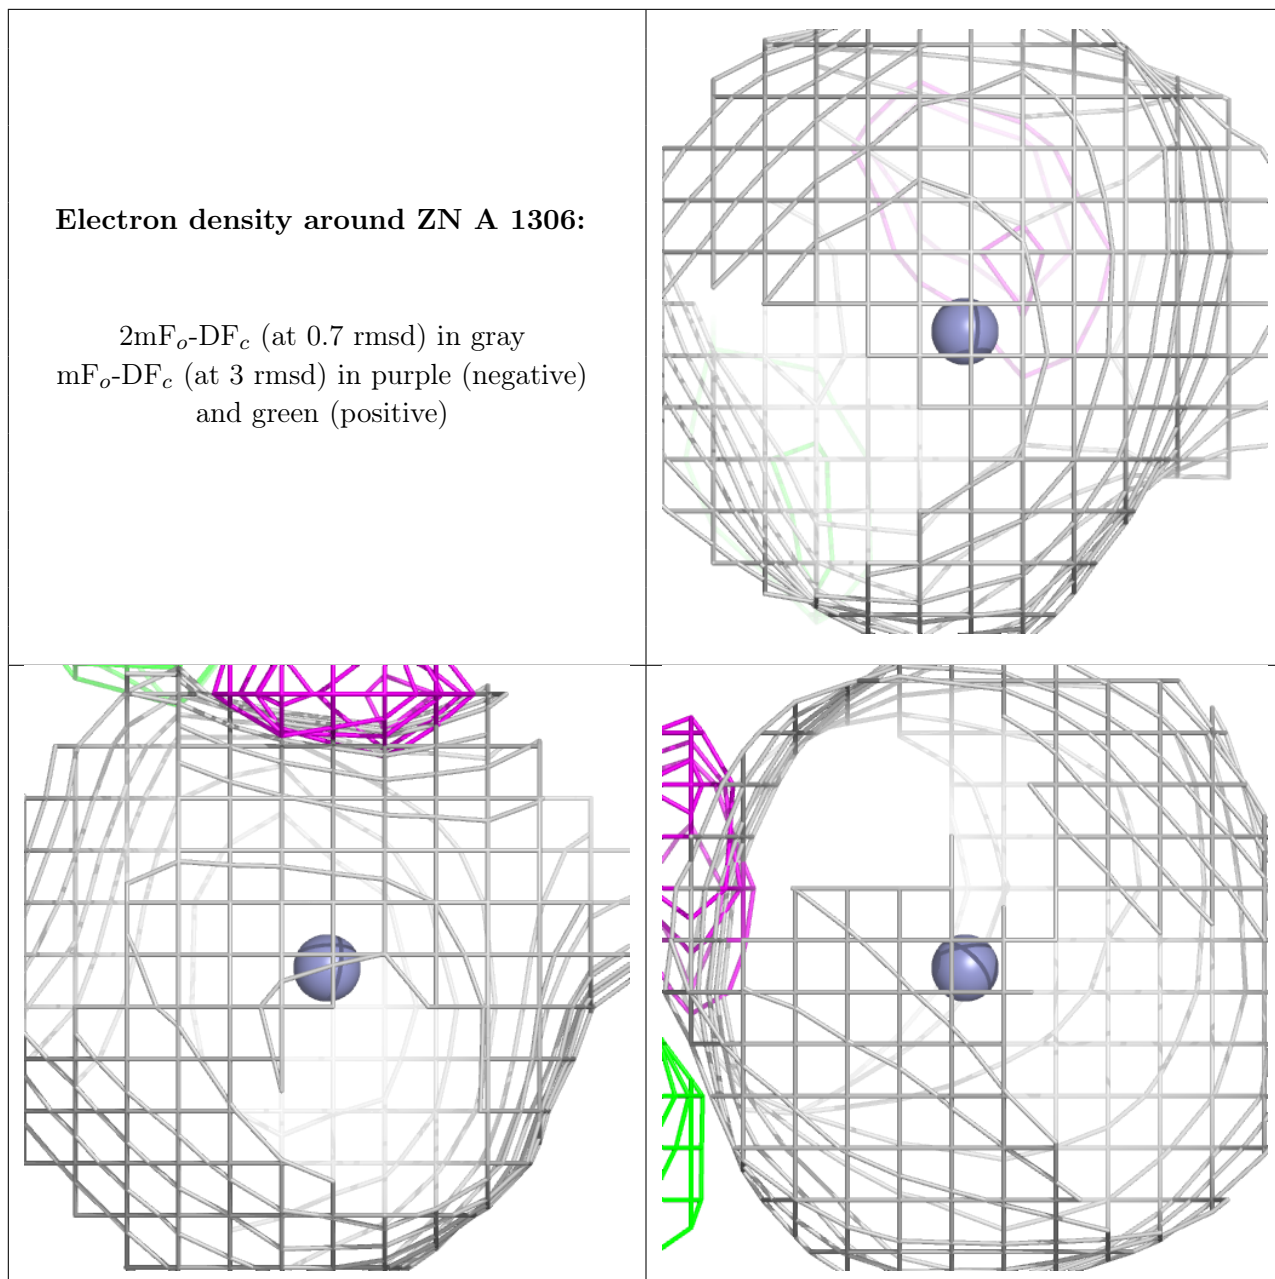 Electron density around ZN A 1306:
2mFo-DFc (at 0.7 rmsd) in gray
mFo-DFc (at 3 rmsd) in purple (negative)
and green (positive)